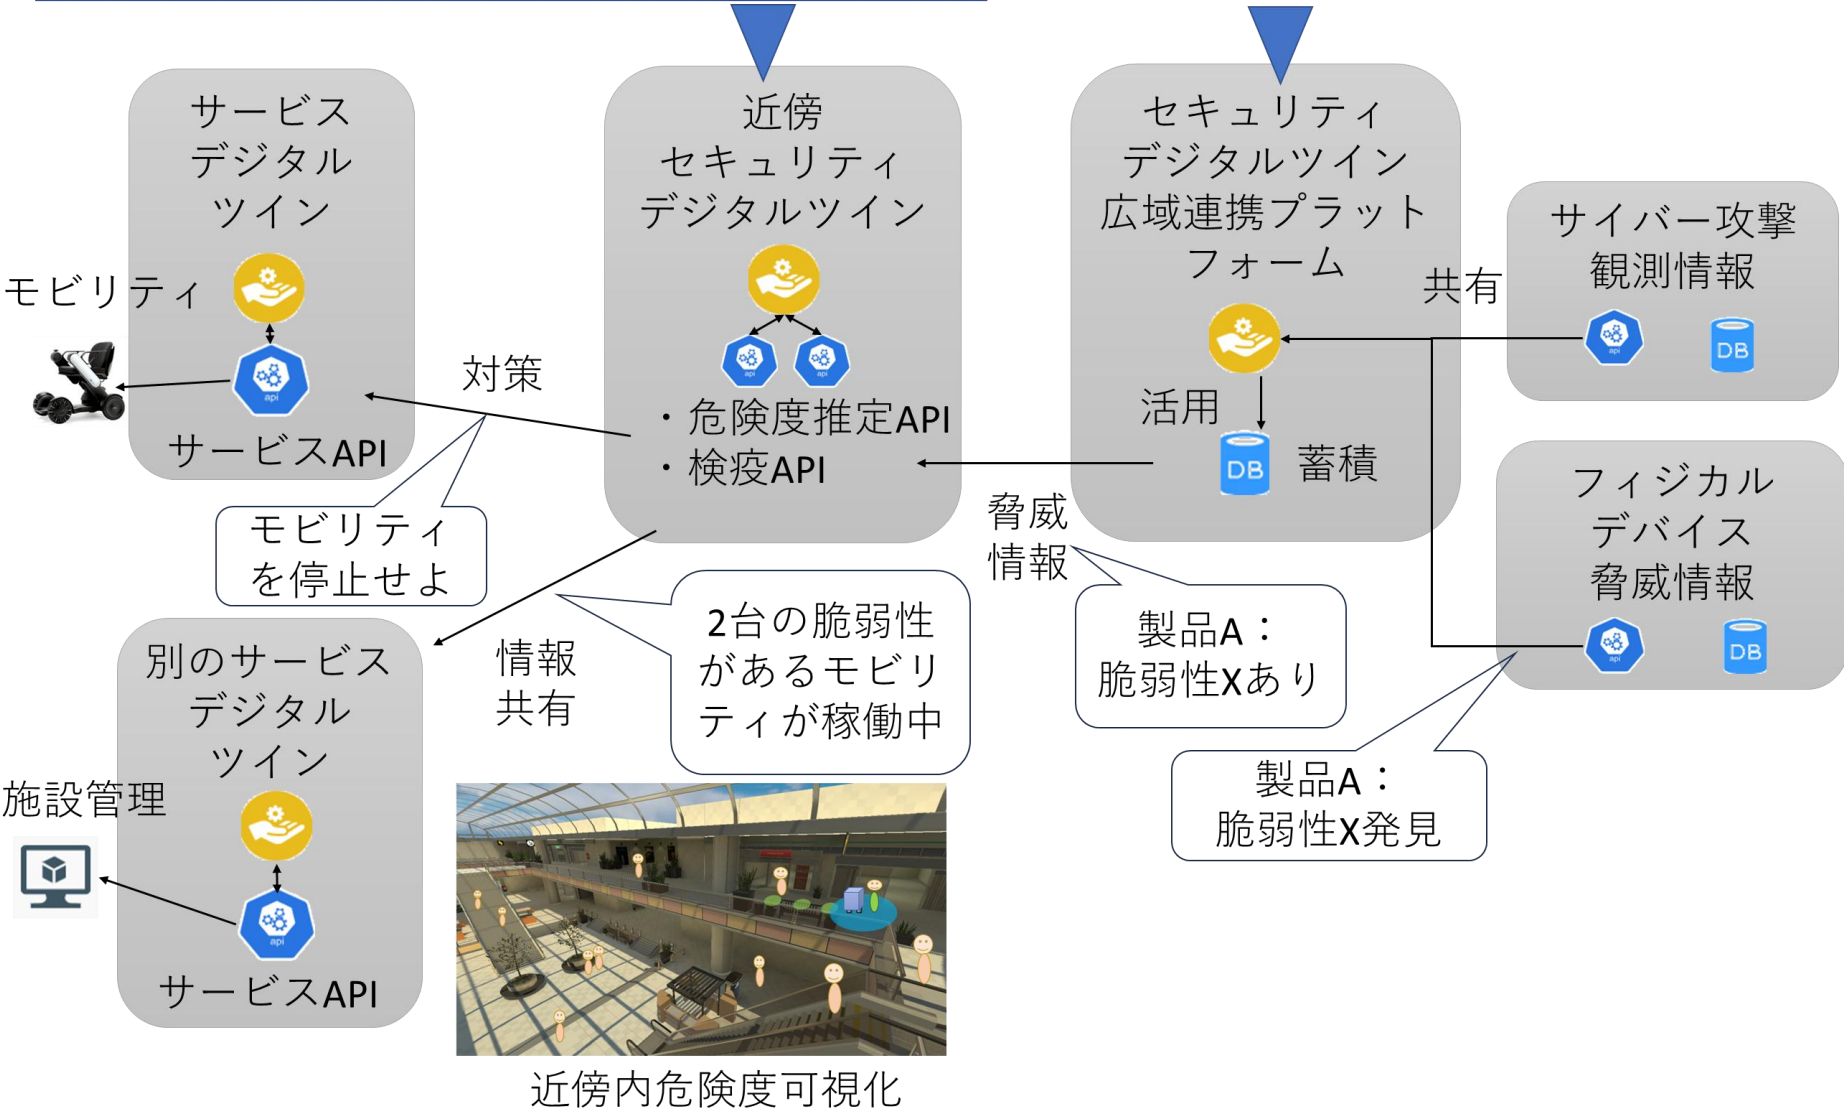 サービス
デジタル
ツイン
モビリティ
api
サービスAPI
対策
モビリティ
を停止せよ
近傍
セキュリティ
デジタルツイン
api
api
・危険度推定API
・検疫API
セキュリティ
デジタルツイン
広域連携プラット
フォーム
活用
DB
蓄積
共有
サイバー攻撃
観測情報
api
DB
フィジカル
デバイス
脅威情報
api
DB
脅威
情報
製品A：
脆弱性Xあり
製品A：
脆弱性X発見
情報
共有
2台の脆弱性
があるモビリ
ティが稼働中
別のサービス
デジタル
ツイン
施設管理
api
サービスAPI
近傍内危険度可視化